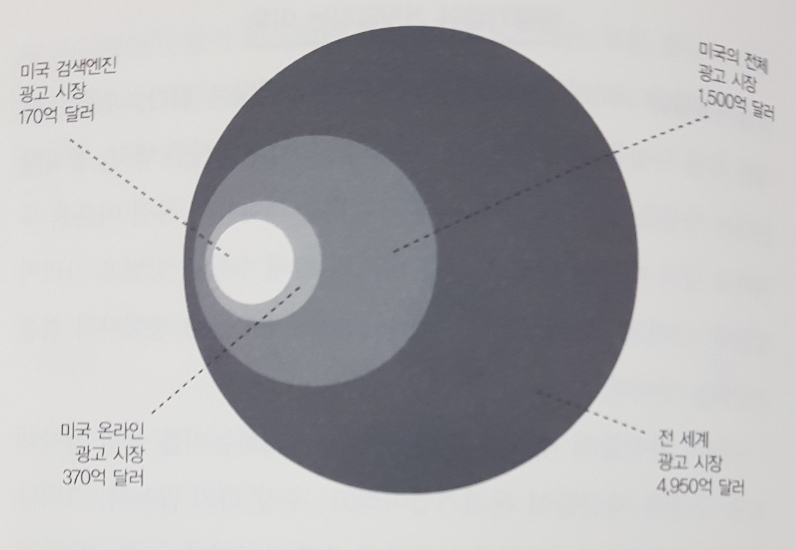 미국 검색엔진
광고 시장
170억 달러
미국의 전체
광고 시장
1,500억 달러
미국 온라인
광고 시장
370억 달러
전 세계
광고 시장
4,950억 달러